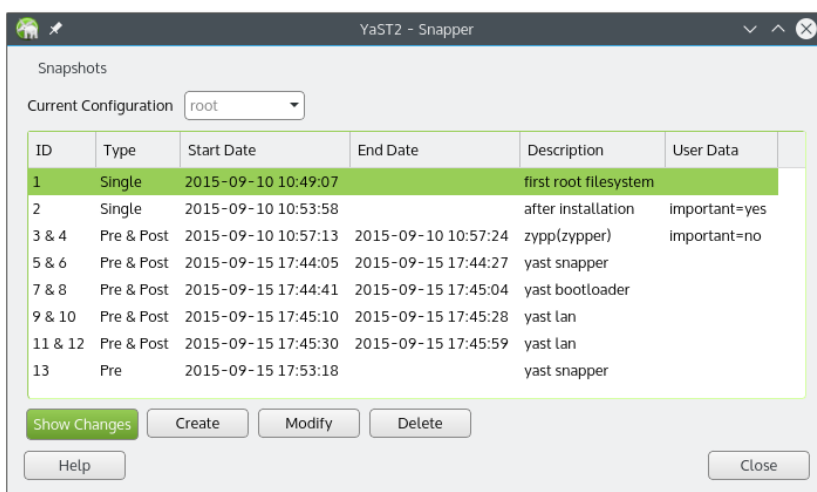 YaST2 - Snapper
Snapshots
Current Configuration root
ID Type Start Date End Date Description User Data
1 Single 2015-09-10 10:49:07 first root filesystem
2 Single 2015-09-10 10:53:58 after installation important=yes
3 & 4 Pre & Post 2015-09-10 10:57:13 2015-09-10 10:57:24 zypp(zypper) important=no
5 & 6 Pre & Post 2015-09-15 17:44:05 2015-09-15 17:44:27 yast snapper
7 & 8 Pre & Post 2015-09-15 17:44:41 2015-09-15 17:45:04 yast bootloader
9 & 10 Pre & Post 2015-09-15 17:45:10 2015-09-15 17:45:28 yast lan
11 & 12 Pre & Post 2015-09-15 17:45:30 2015-09-15 17:45:59 yast lan
13 Pre 2015-09-15 17:53:18 yast snapper
Show Changes Create Modify Delete
Help Close